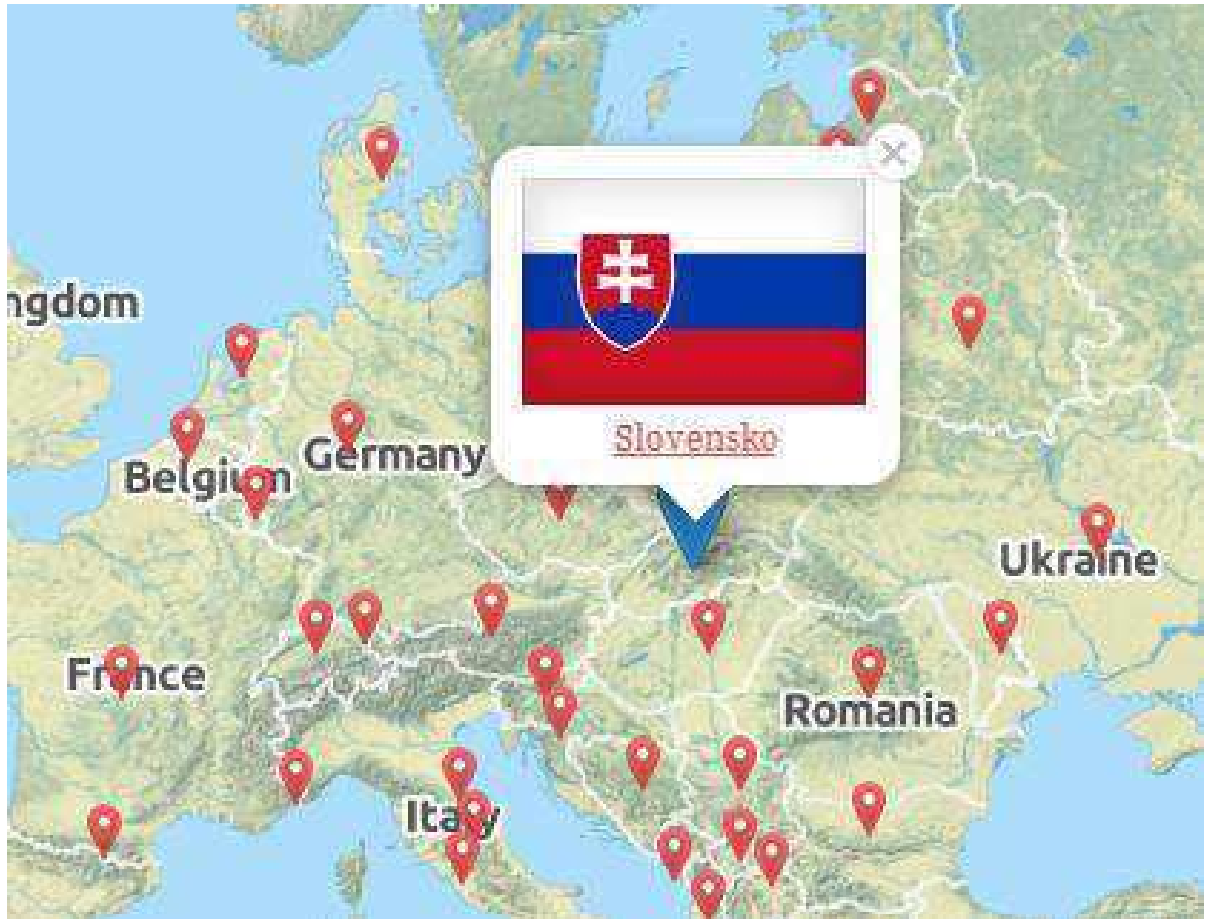 ngdom
Slovensko
Germany
Belgium
Ukraine
France
Romania
Italy